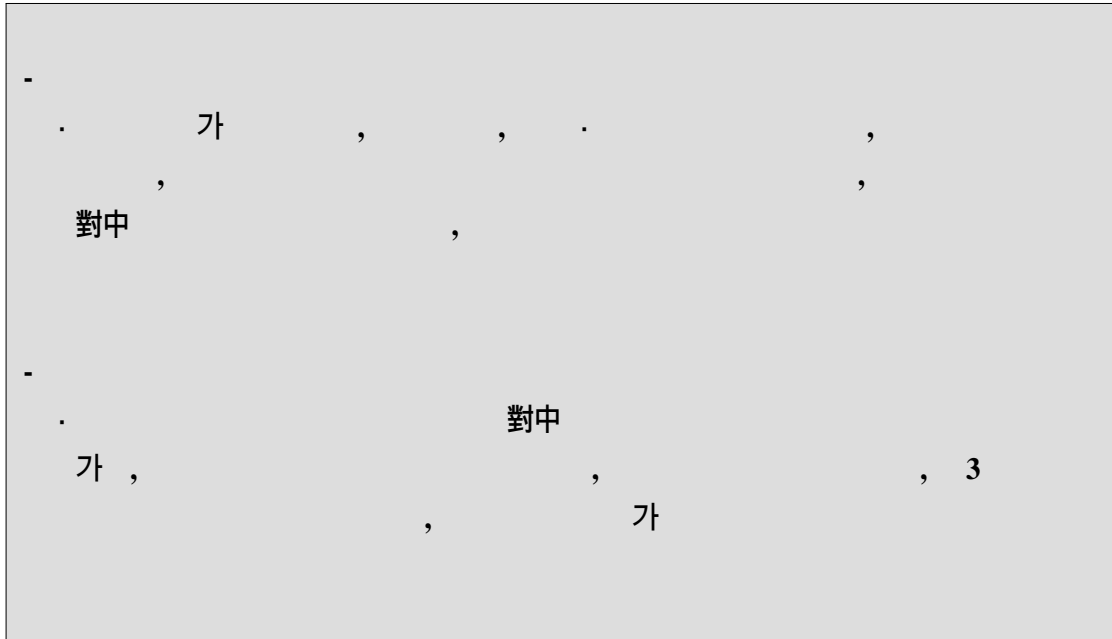 -
· 가 , , · ,
, ,
對中 ,
-
· 對中
가 , , , 3
, 가